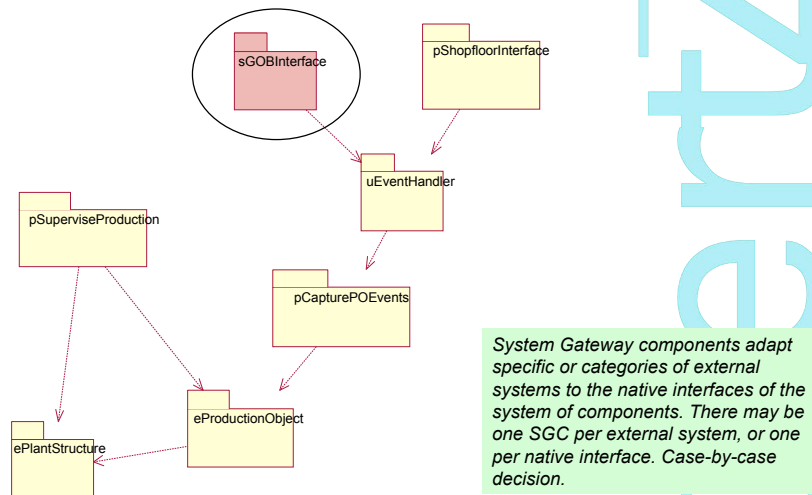 sGOBInterface
pShopfloorInterface
uEventHandler
pSuperviseProduction
pCapturePOEvents
eProductionObject
ePlantStructure
System Gateway components adapt
specific or categories of external
systems to the native interfaces of the
system of components. There may be
one SGC per external system, or one
per native interface. Case-by-case
decision.